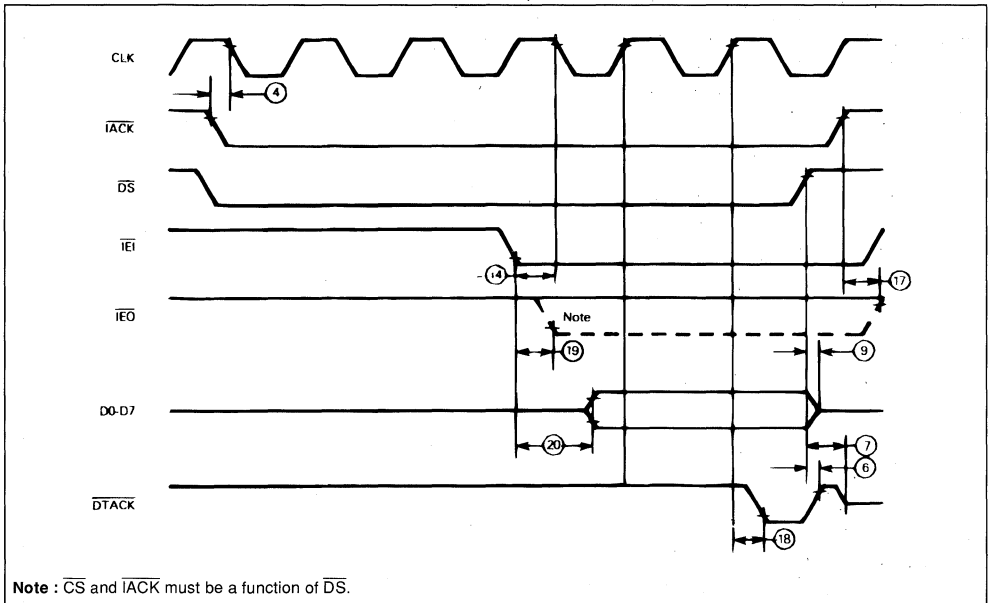 CLK
4
IACK
DS
IEI
14
17
IEO
Note
19
9
D0-D7
20
7
6
DTACK
18
Note : CS and IACK must be a function of DS.